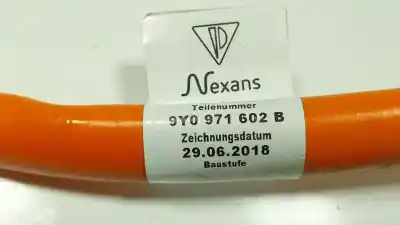 Nexans
Teilenummer
9Y0 971 602 B
Zeichnungsdatum
29.06.2018
Baustufe